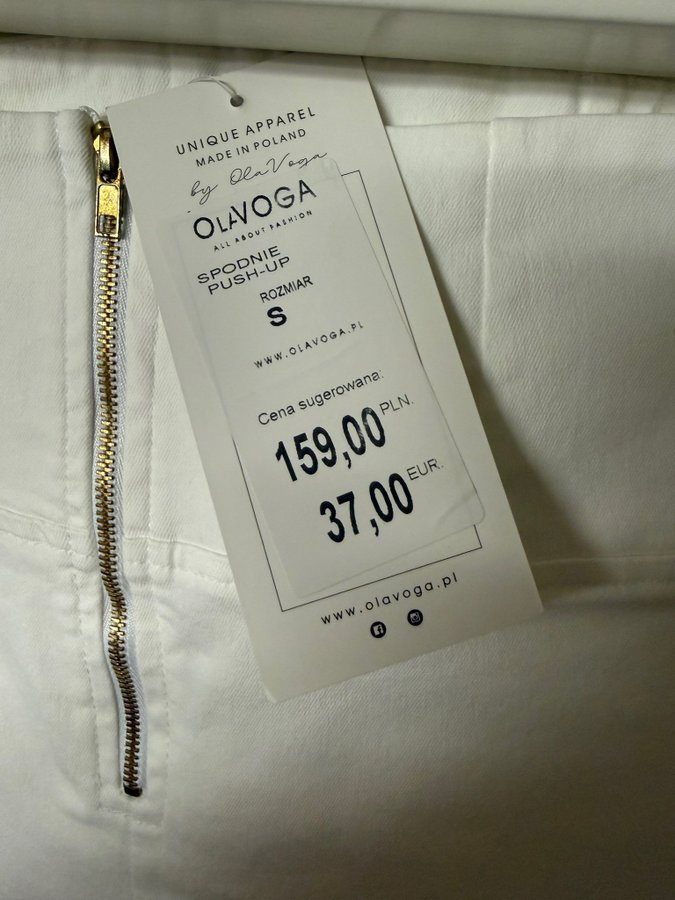 UNIQUE APPAREL
MADE IN POLAND
by OlaVoga
OLAVOGA
ALL ABOUT FASHION
SPODNIE
PUSH-UP
ROZMIAR
S
WWW.OLAVOGA.PL
Cena sugerowana:
159,00 PLN.
37,00 EUR.
www.olavoga.pl